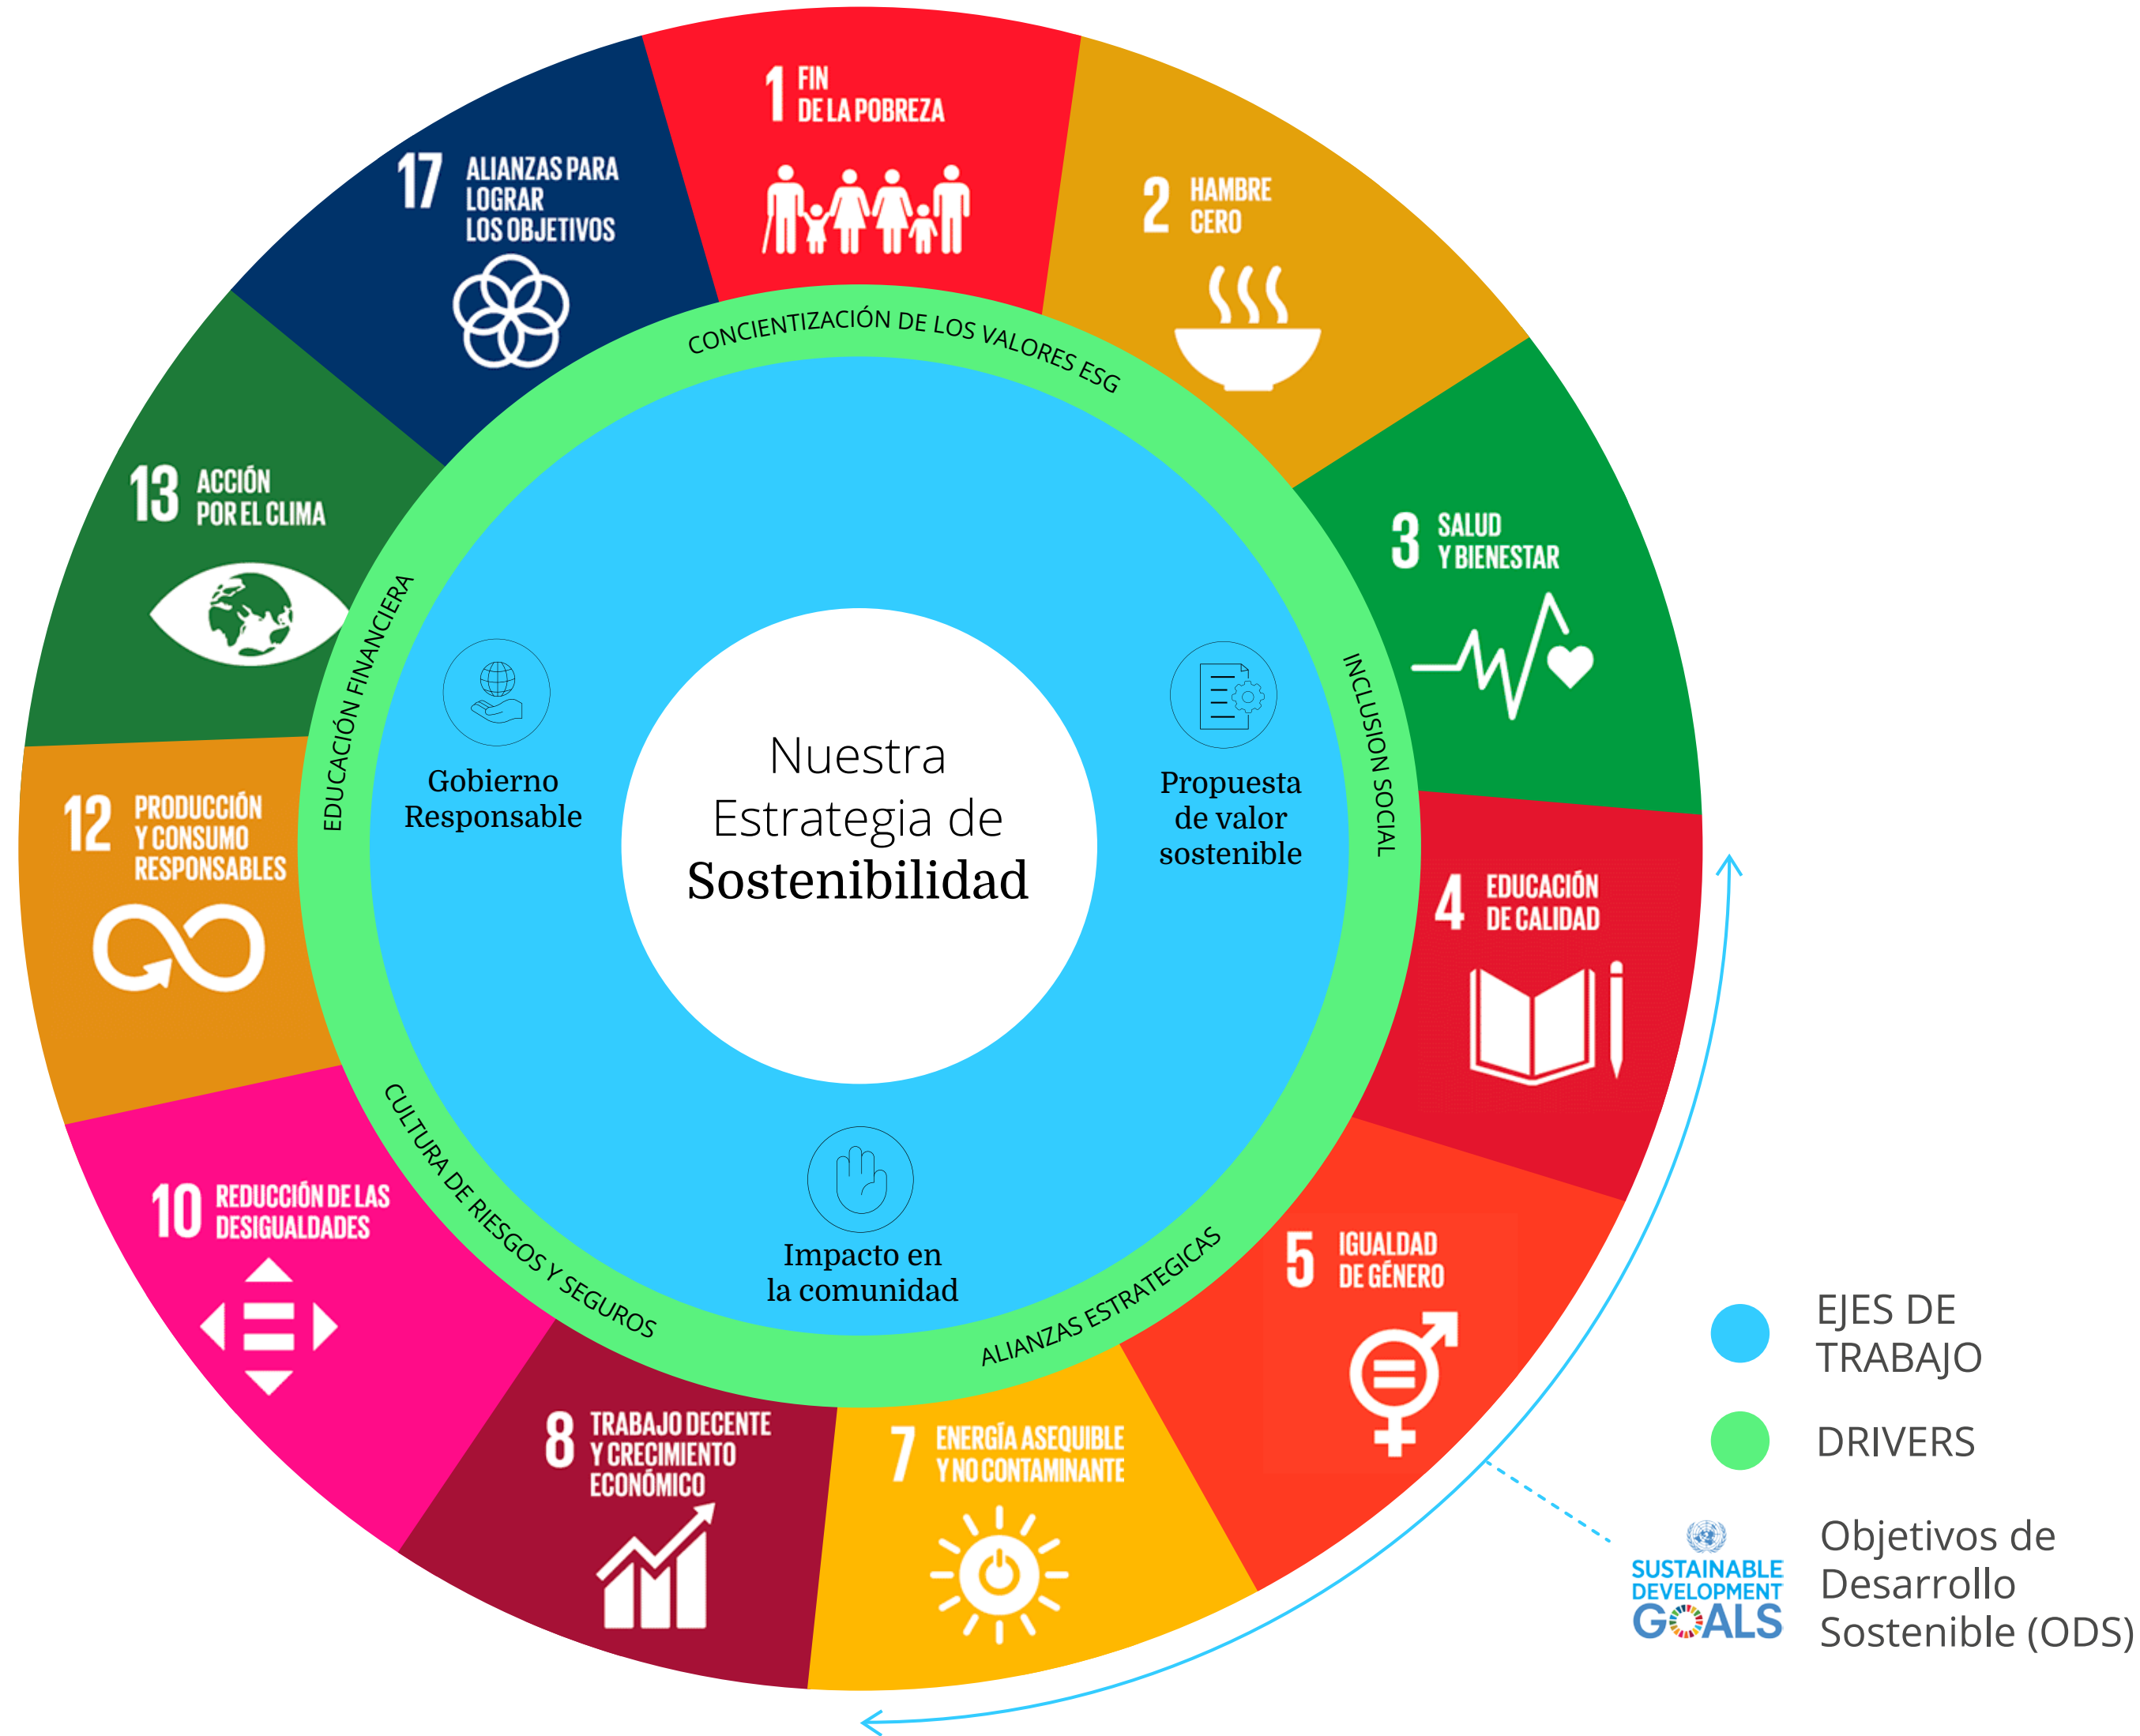 1
FIN
DE LA POBREZA
2
HAMBRE
CERO
3
SALUD
Y BIENESTAR
4
EDUCACIÓN
DE CALIDAD
5
IGUALDAD
DE GÉNERO
7
ENERGÍA ASEQUIBLE
Y NO CONTAMINANTE
8
TRABAJO DECENTE
Y CRECIMIENTO
ECONÓMICO
10
REDUCCIÓN DE LAS
DESIGUALDADES
12
PRODUCCIÓN
Y CONSUMO
RESPONSABLES
13
ACCIÓN
POR EL CLIMA
17
ALIANZAS PARA
LOGRAR
LOS OBJETIVOS
CONCIENTIZACIÓN DE LOS VALORES ESG
INCLUSION SOCIAL
ALIANZAS ESTRATEGICAS
CULTURA DE RIESGOS Y SEGUROS
EDUCACIÓN FINANCIERA
Gobierno
Responsable
Propuesta
de valor
sostenible
Impacto en
la comunidad
Nuestra
Estrategia de
Sostenibilidad
EJES DE
TRABAJO
DRIVERS
SUSTAINABLE
DEVELOPMENT
GOALS
Objetivos de
Desarrollo
Sostenible (ODS)